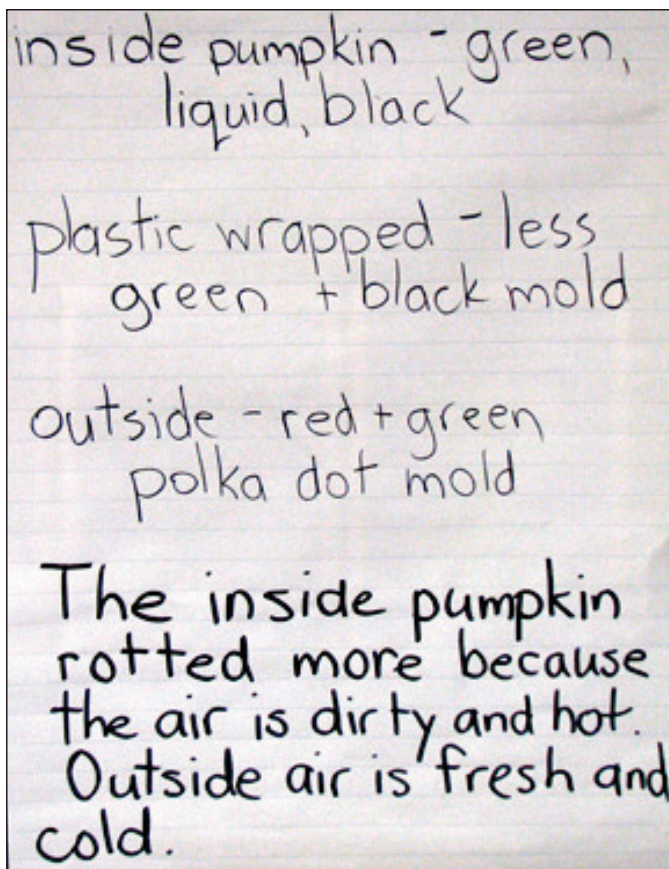 inside pumpkin - green,
liquid, black
plastic wrapped - less
green + black mold
outside - red + green
polka dot mold
The inside pumpkin
rotted more because
the air is dirty and hot.
Outside air is fresh and
cold.